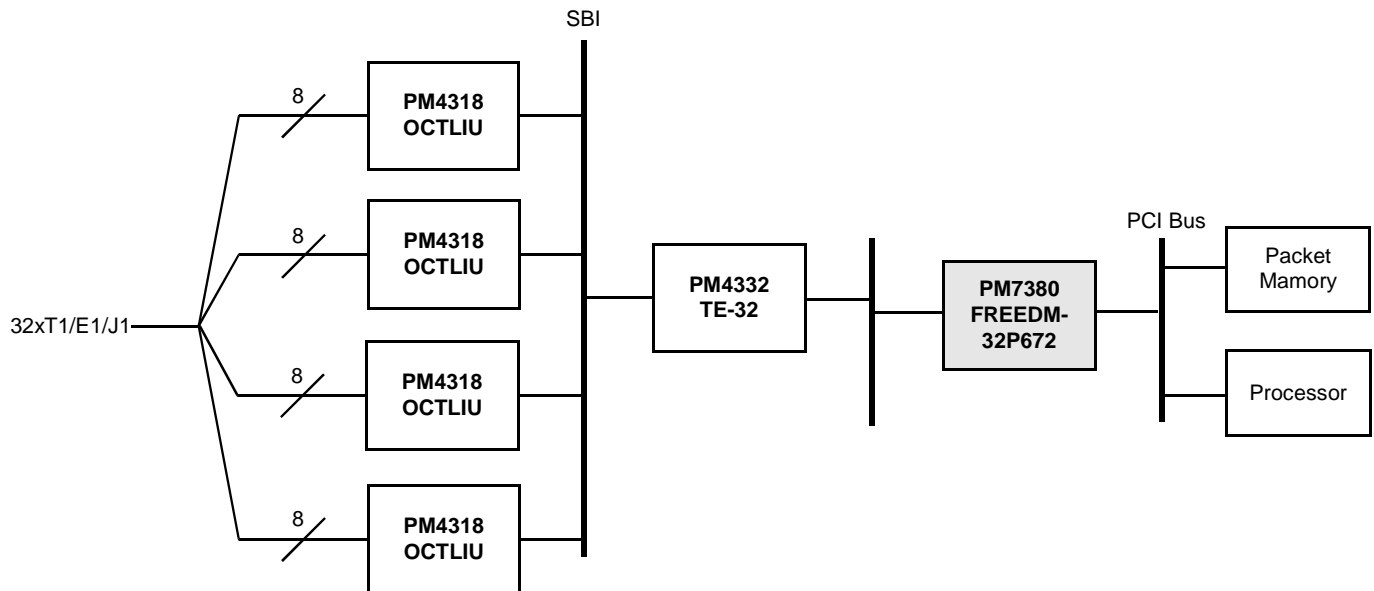 SBI
8
PM4318
OCTLIU
8
PM4318
OCTLIU
PCI Bus
Packet
Mamory
PM4332
TE-32
PM7380
FREEDM-
32P672
32xT1/E1/J1
8
PM4318
OCTLIU
Processor
8
PM4318
OCTLIU